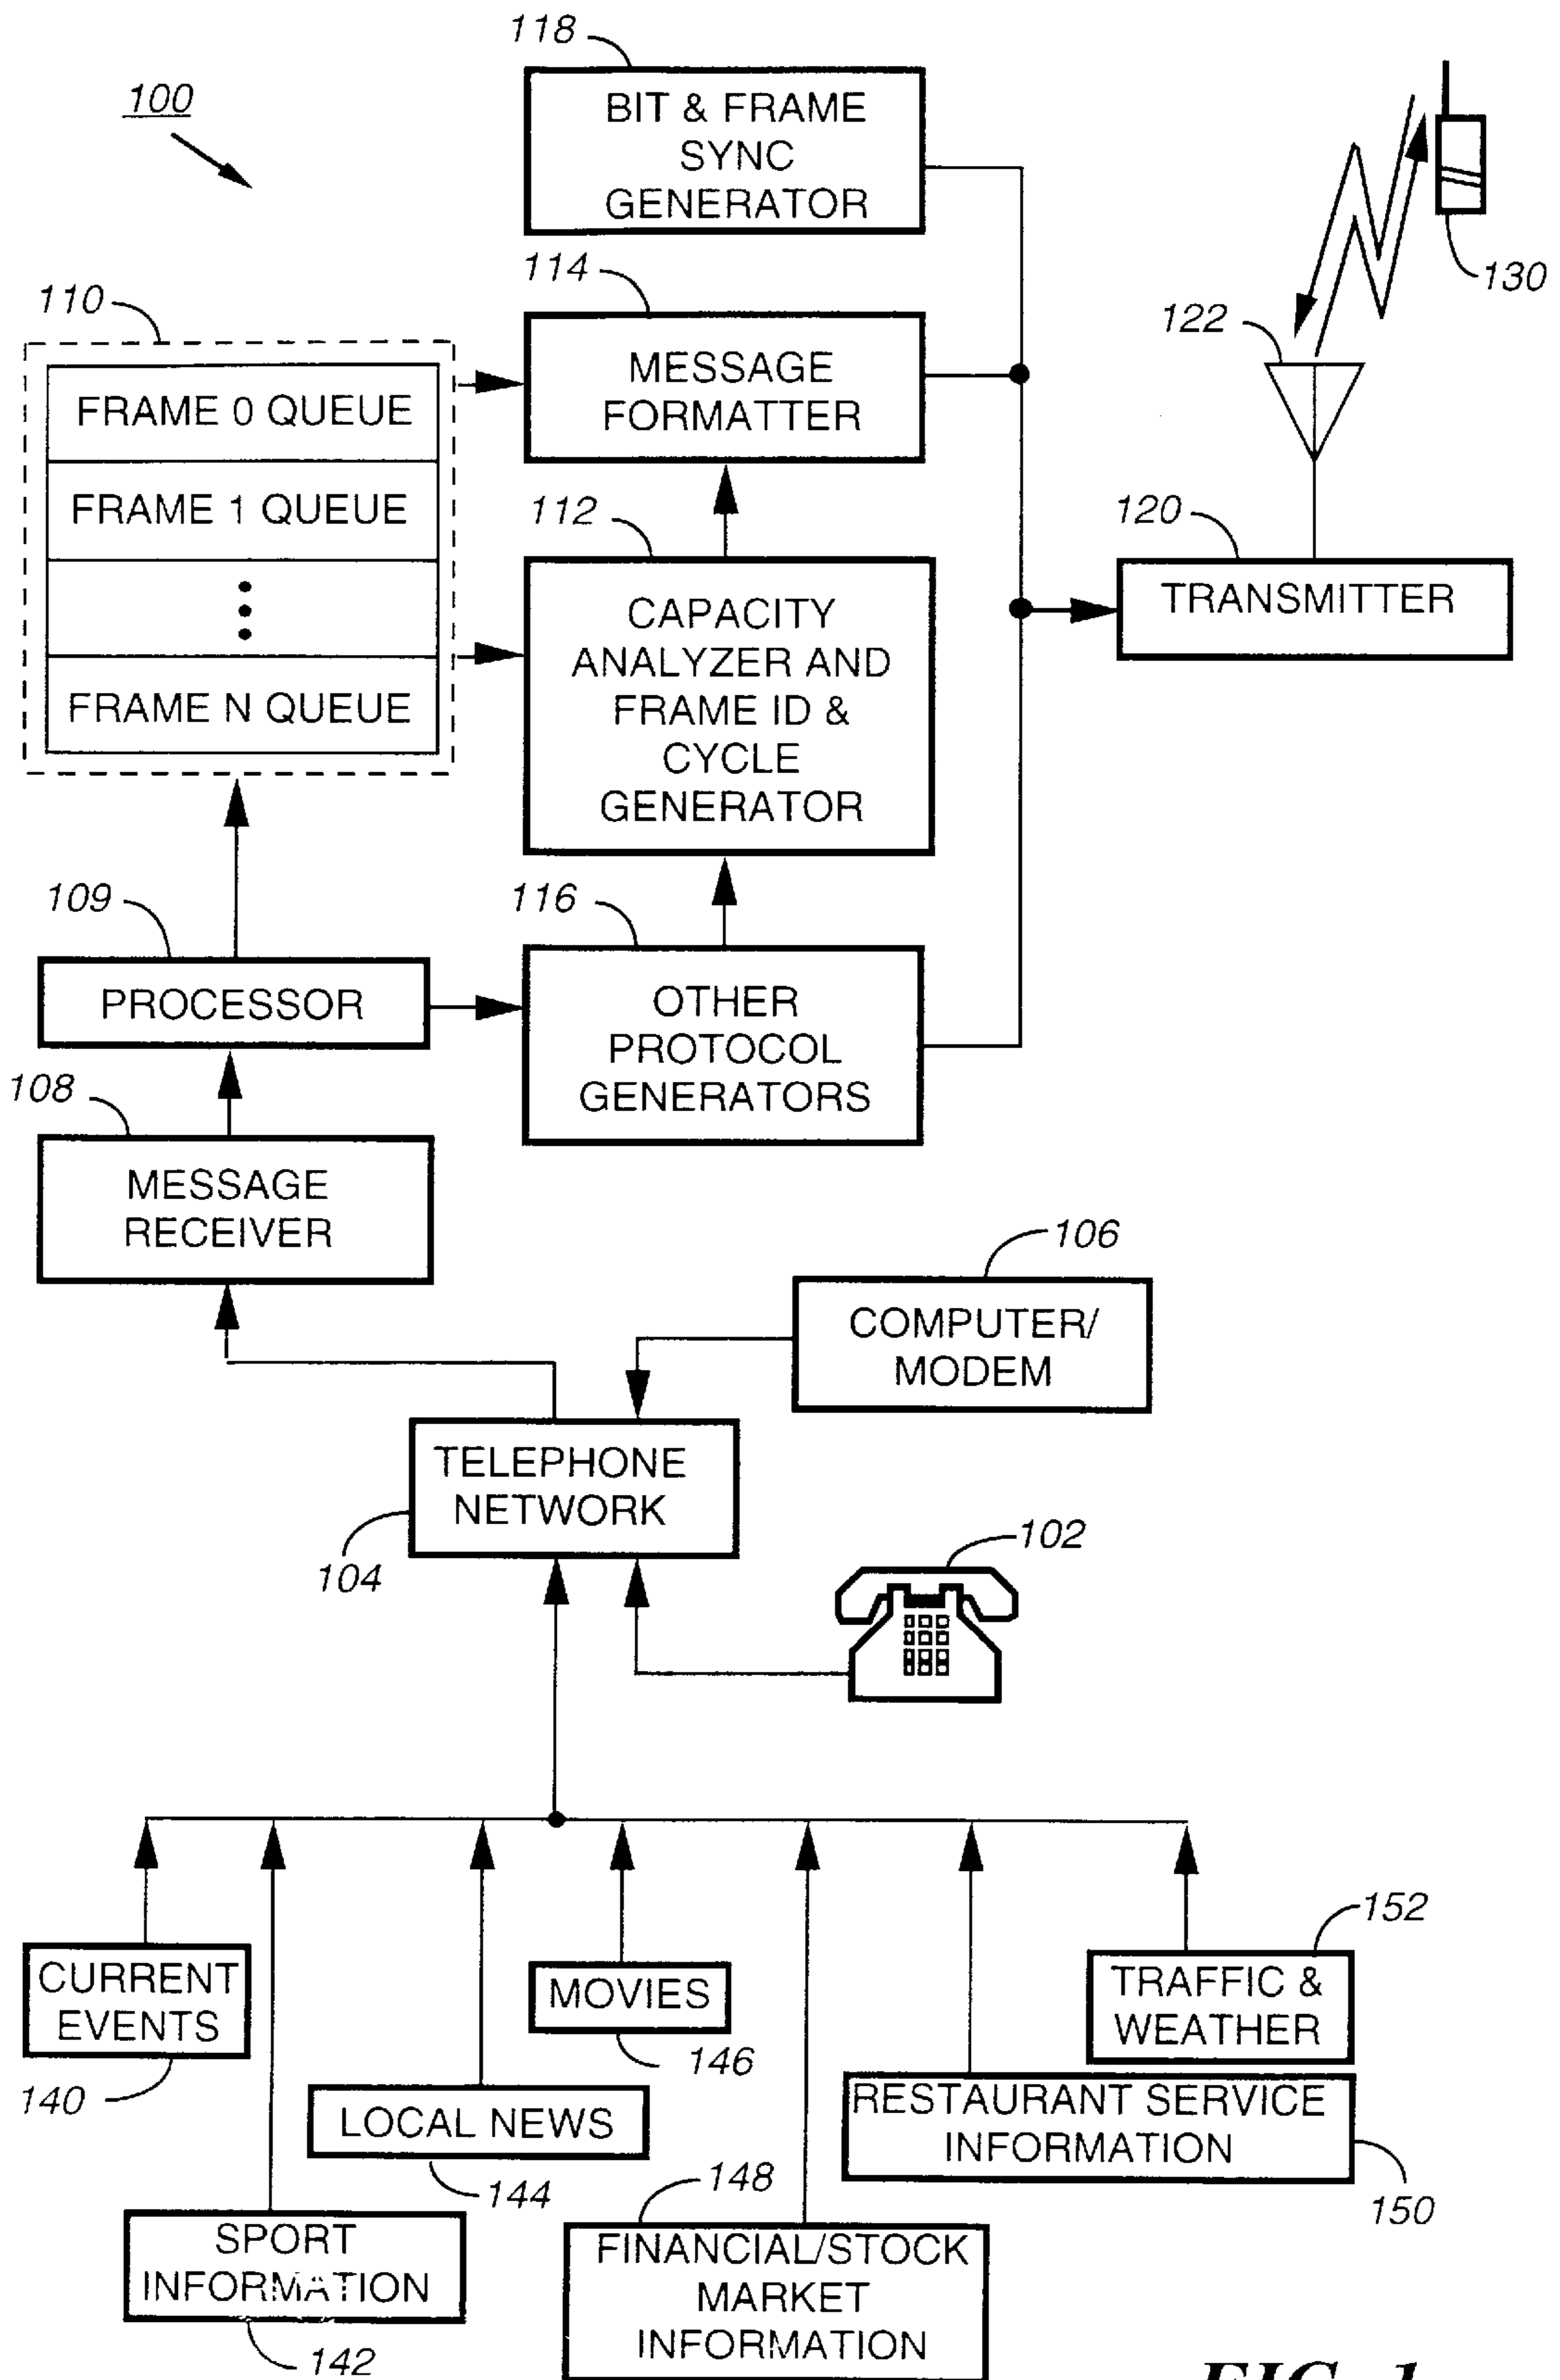 118
100
BIT & FRAME
SYNC
GENERATOR
130
114
110
122
MESSAGE
FORMATTER
FRAME 0 QUEUE
FRAME 1 QUEUE
FRAME N QUEUE
112
120
CAPACITY
ANALYZER AND
FRAME ID &
CYCLE
GENERATOR
TRANSMITTER
109
116
PROCESSOR
OTHER
PROTOCOL
GENERATORS
108
MESSAGE
RECEIVER
106
COMPUTER/
MODEM
TELEPHONE
NETWORK
104
102
152
CURRENT
EVENTS
140
MOVIES
146
TRAFFIC &
WEATHER
LOCAL NEWS
144
RESTAURANT SERVICE
INFORMATION
150
148
SPORT
INFORMATION
142
FINANCIAL/STOCK
MARKET
INFORMATION
FIG. 1